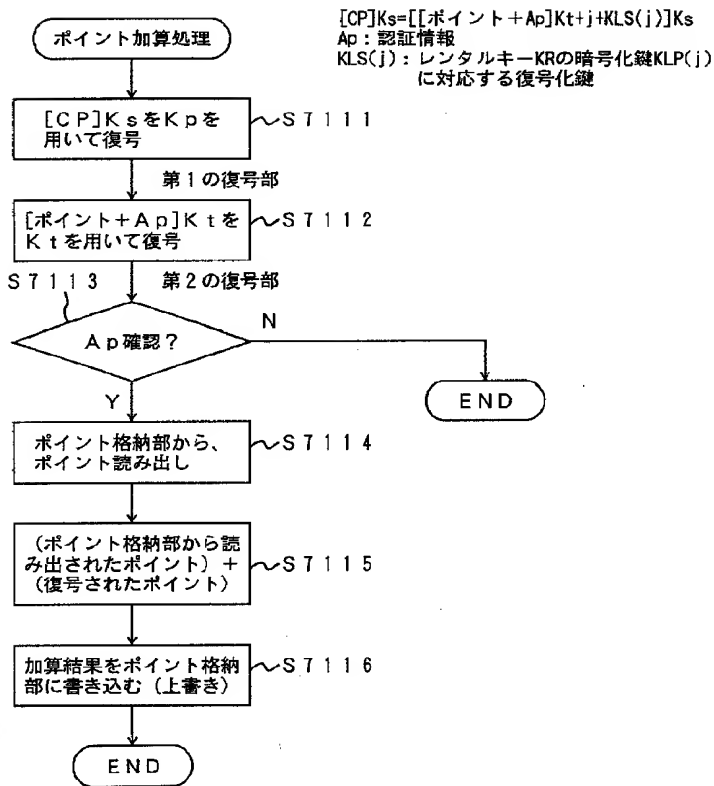 [CP]Ks=[[ポイント+Ap]Kt+j+KLS(j)]Ks
Ap:認証情報
KLS(j):レンタルキーKRの暗号化鍵KLP(j)
に対応する復号化鍵
ポイント加算処理
[CP]KsをKpを
用いて復号
S7111
第1の復号部
[ポイント+Ap]Ktを
Ktを用いて復号
S7112
第2の復号部
S7113
Ap確認?
N
END
Y
ポイント格納部から、
ポイント読み出し
S7114
(ポイント格納部から読
み出されたポイント)+
(復号されたポイント)
S7115
加算結果をポイント格納
部に書き込む(上書き)
S7116
END